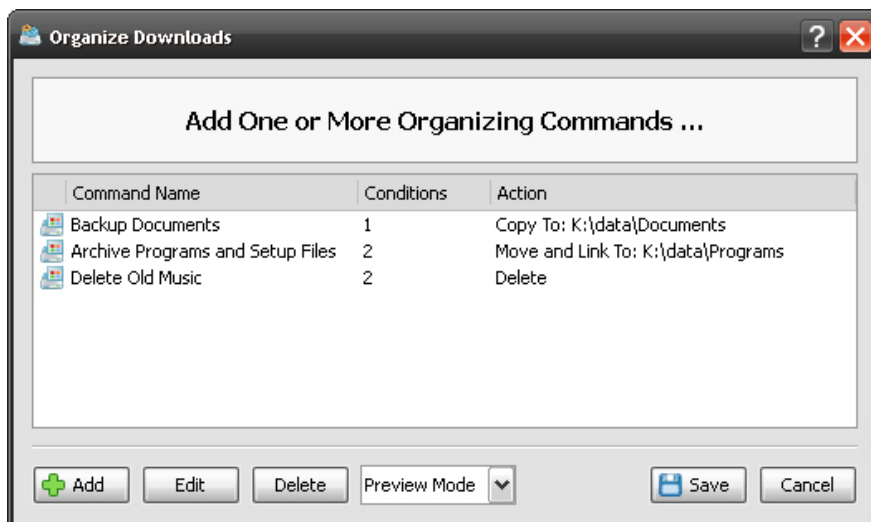 Organize Downloads
Add One or More Organizing Commands ...
Command Name Conditions Action
Backup Documents 1 Copy To: K:\data\Documents
Archive Programs and Setup Files 2 Move and Link To: K:\data\Programs
Delete Old Music 2 Delete
Add Edit Delete Preview Mode Save Cancel